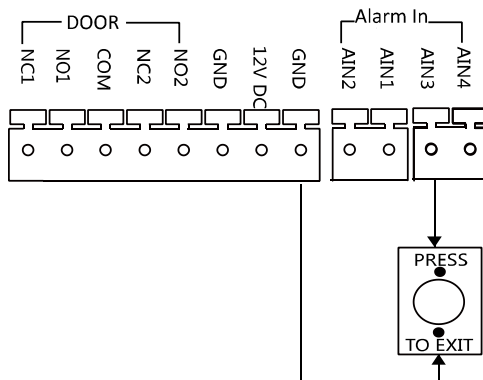 DOOR
Alarm In
NC1
NO1
COM
NC2
NO2
GND
12V DC
GND
AIN2
AIN1
AIN3
AIN4
PRESS
TO EXIT